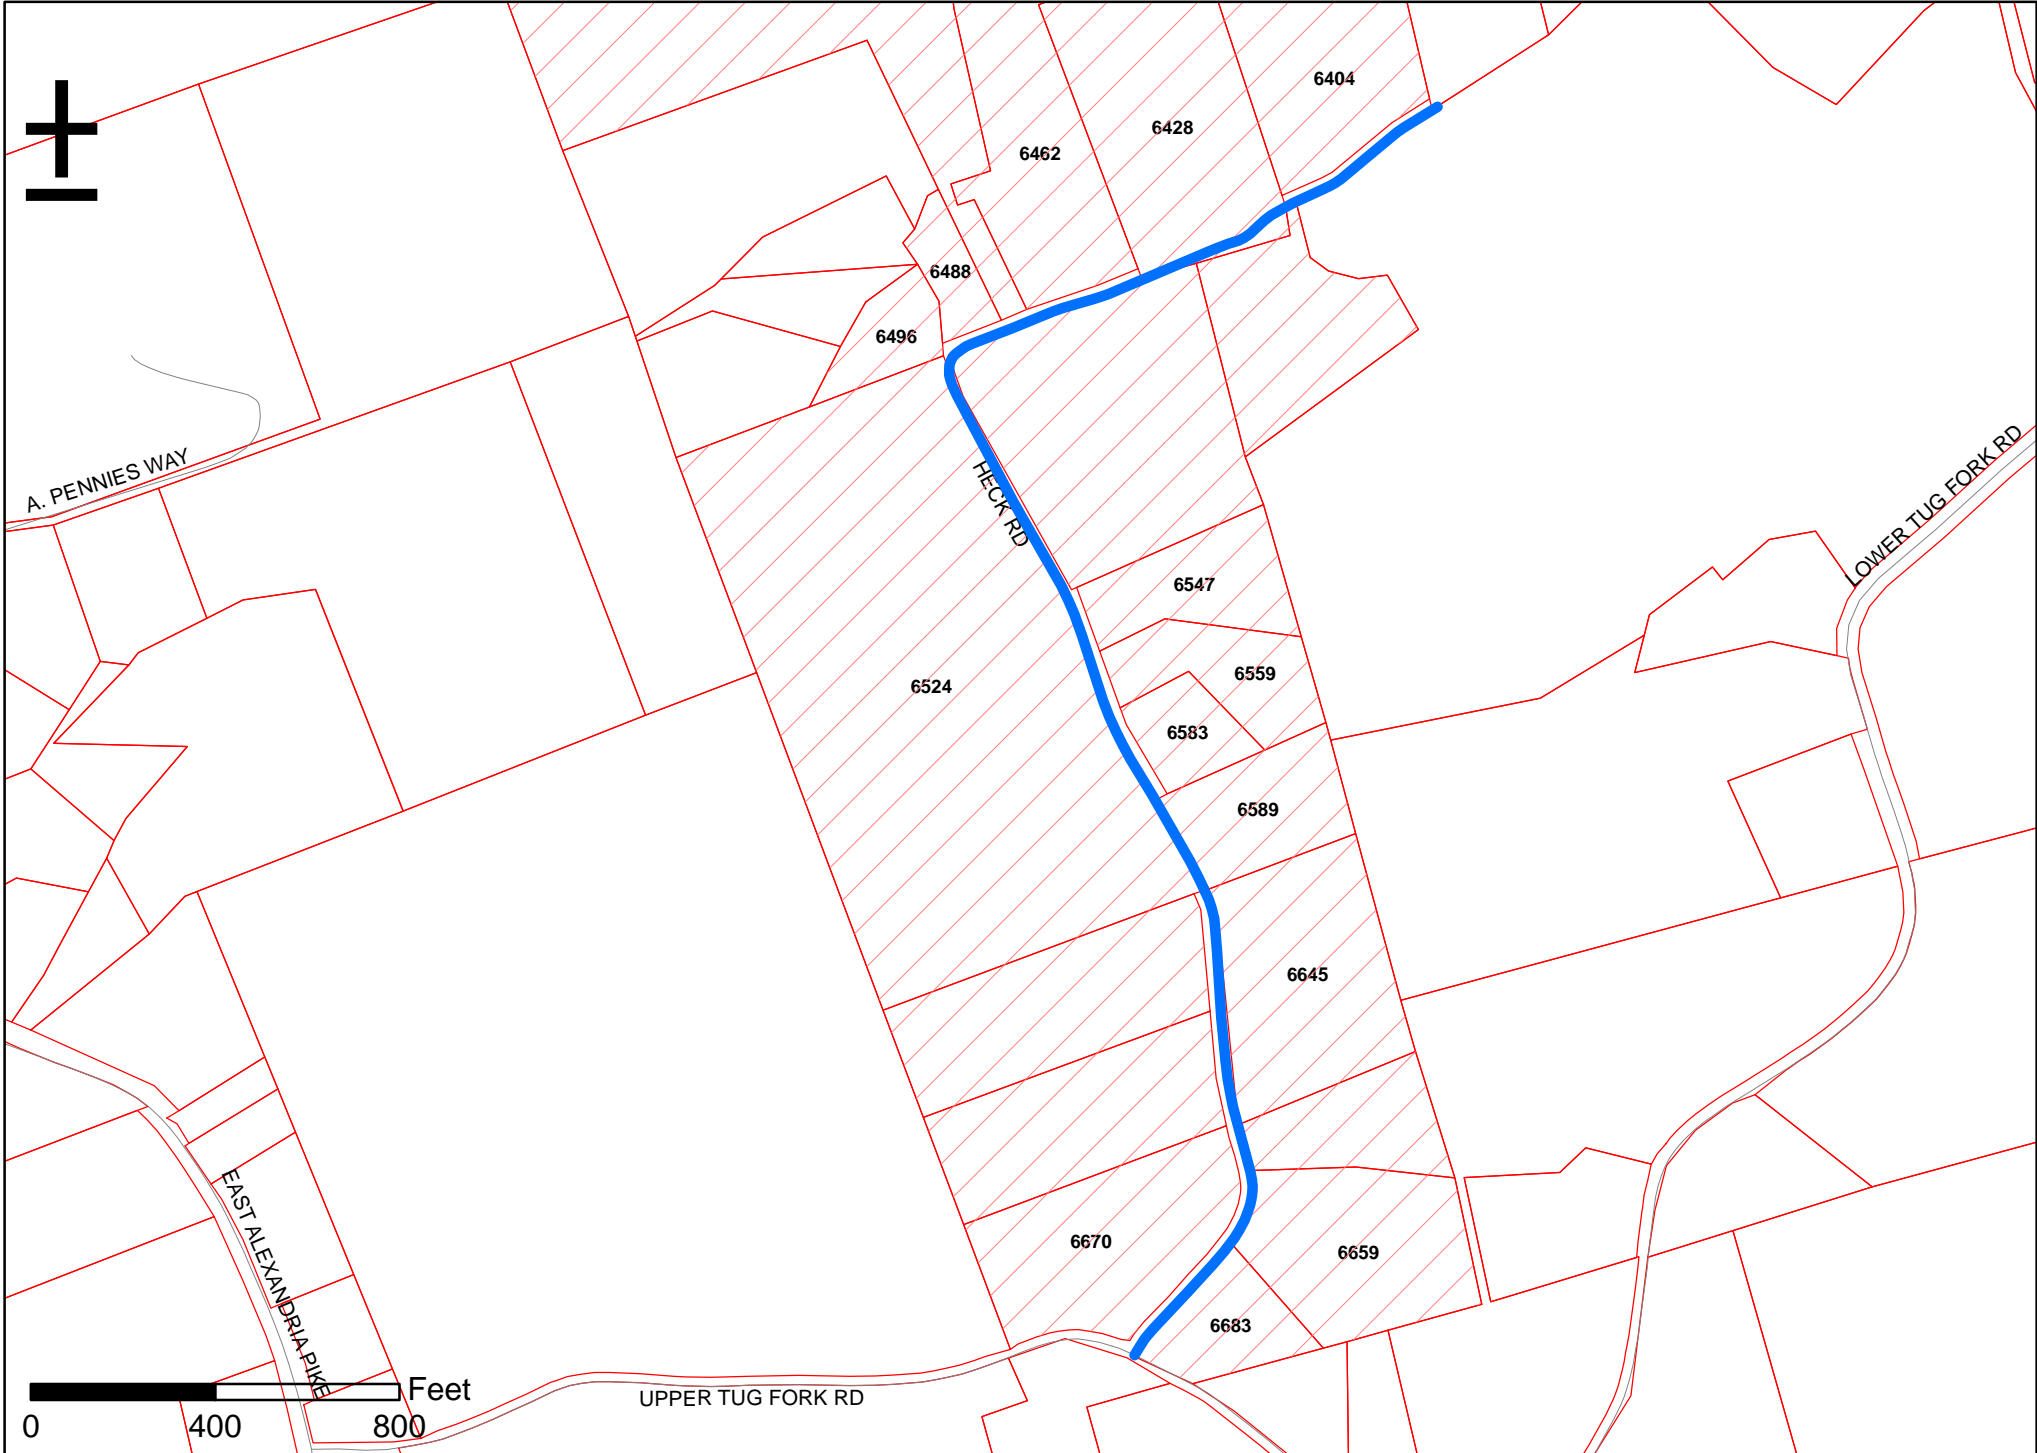 6404
6428
6462
6488
6496
A. PENNIES WAY
HECK RD
LOWER TUG FORK RD
6547
6559
6524
6583
6589
6645
EAST ALEXANDRIA PIKE
6670
6659
6683
UPPER TUG FORK RD
Feet
0 400 800